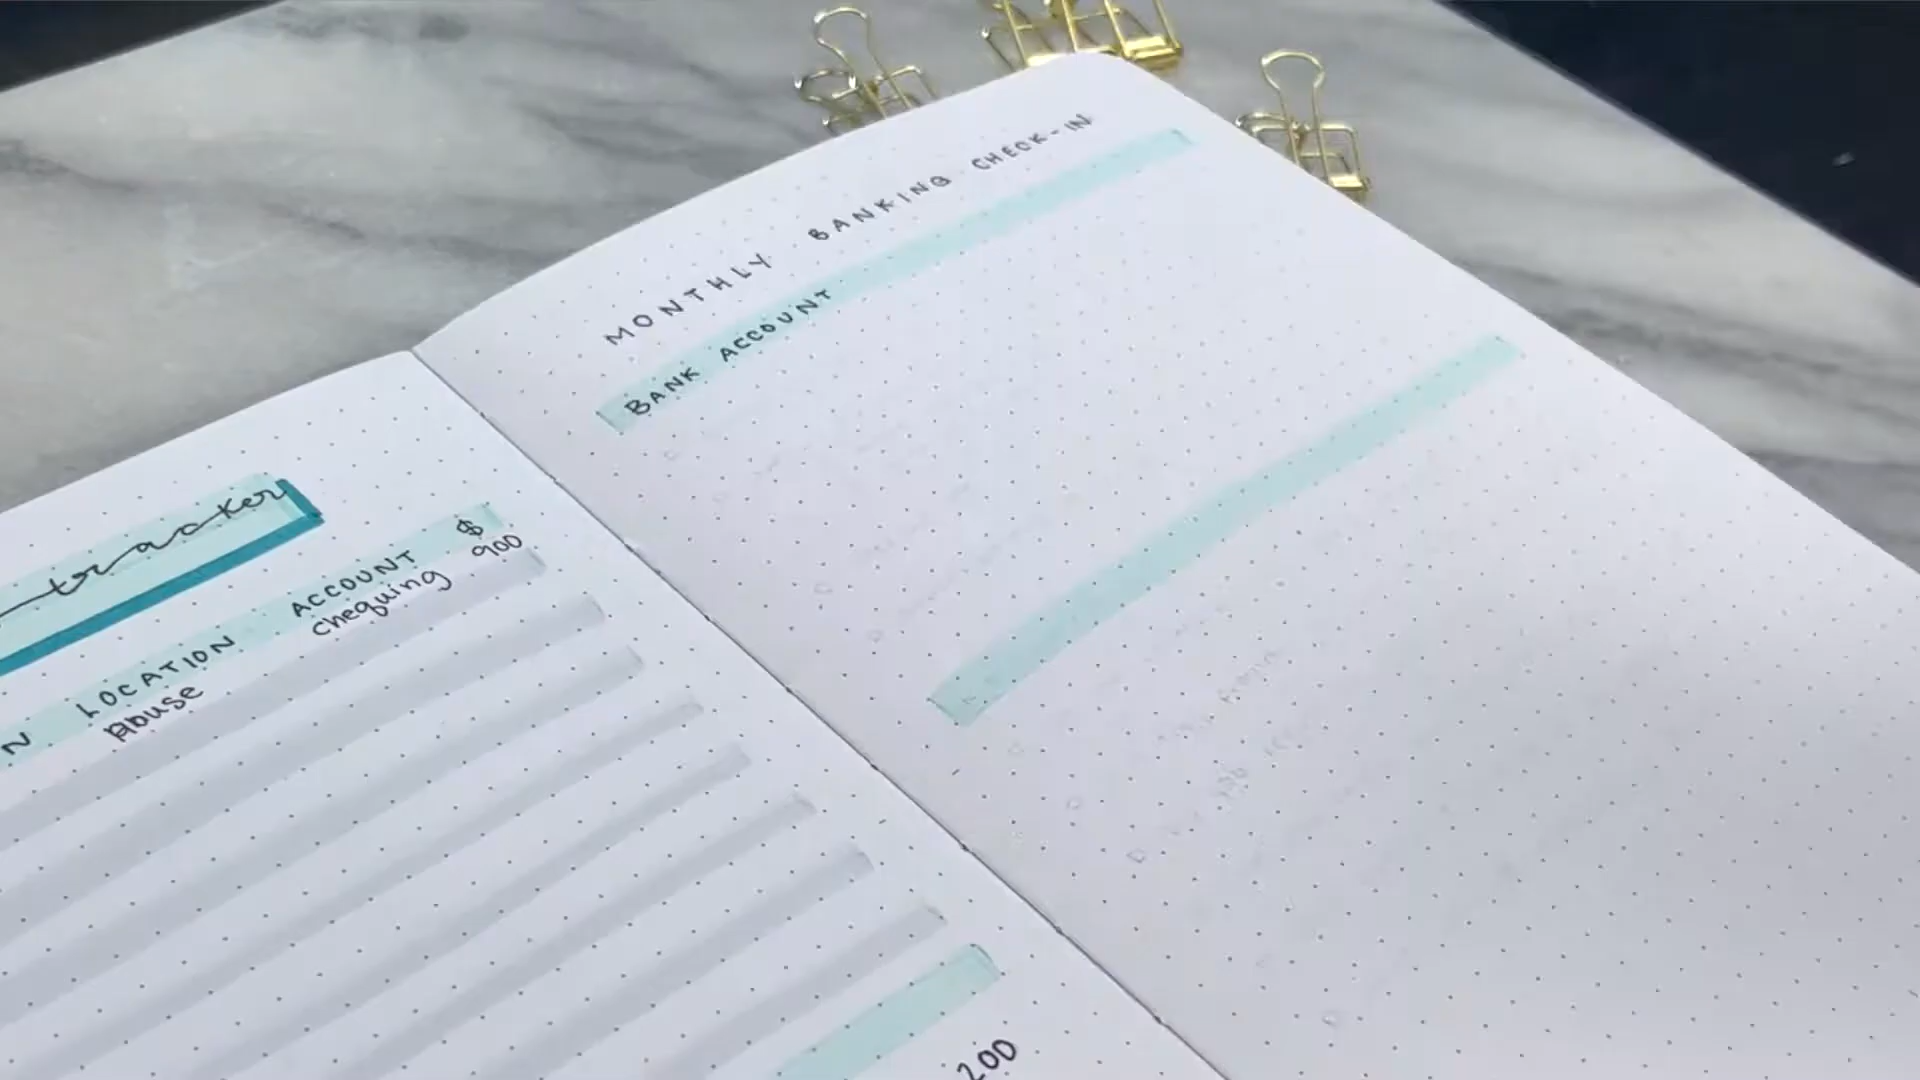 tracker
N LOCATION ACCOUNT $
House chequing 900
200
MONTHLY BANKING CHECK-IN
BANK ACCOUNT